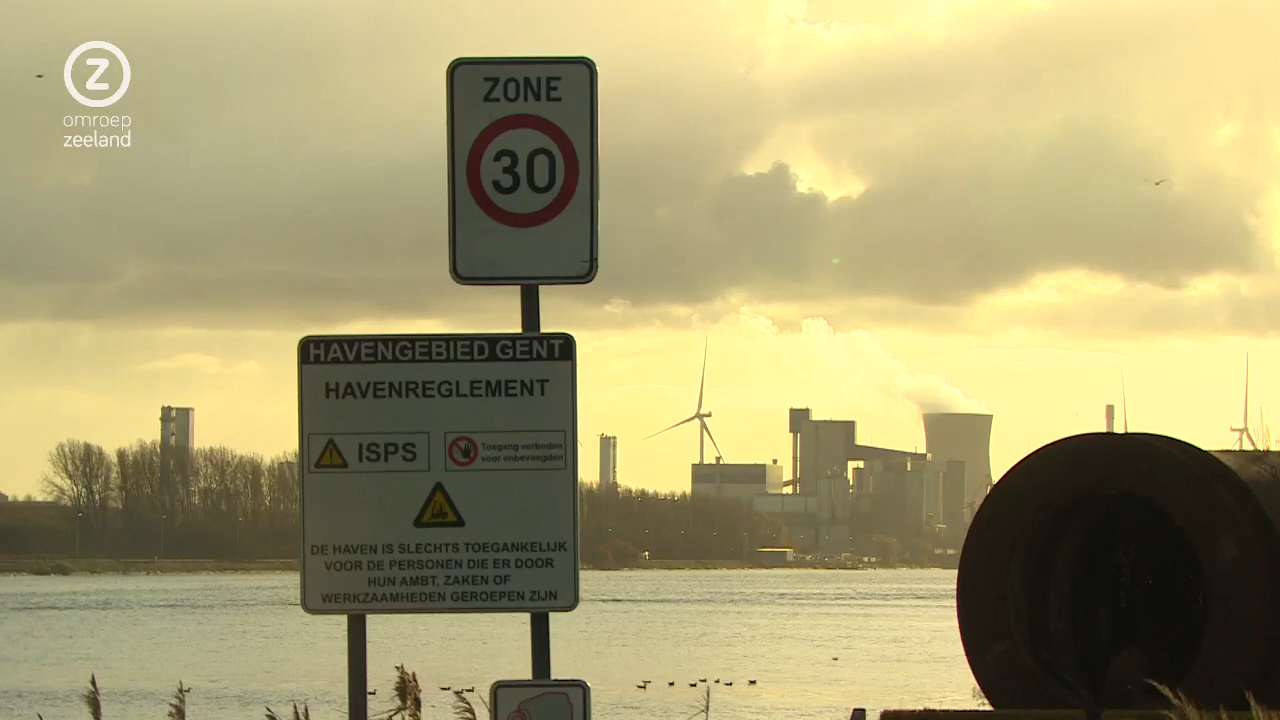 Z
omroep
zeeland
ZONE
30
HAVENGEBIED GENT
HAVENREGLEMENT
ISPS
Toegang verboden
voor onbevoegden
DE HAVEN IS SLECHTS TOEGANKELIJK
VOOR DE PERSONEN DIE ER DOOR
HUN AMBT, ZAKEN OF
WERKZAAMHEDEN GEROEPEN ZIJN